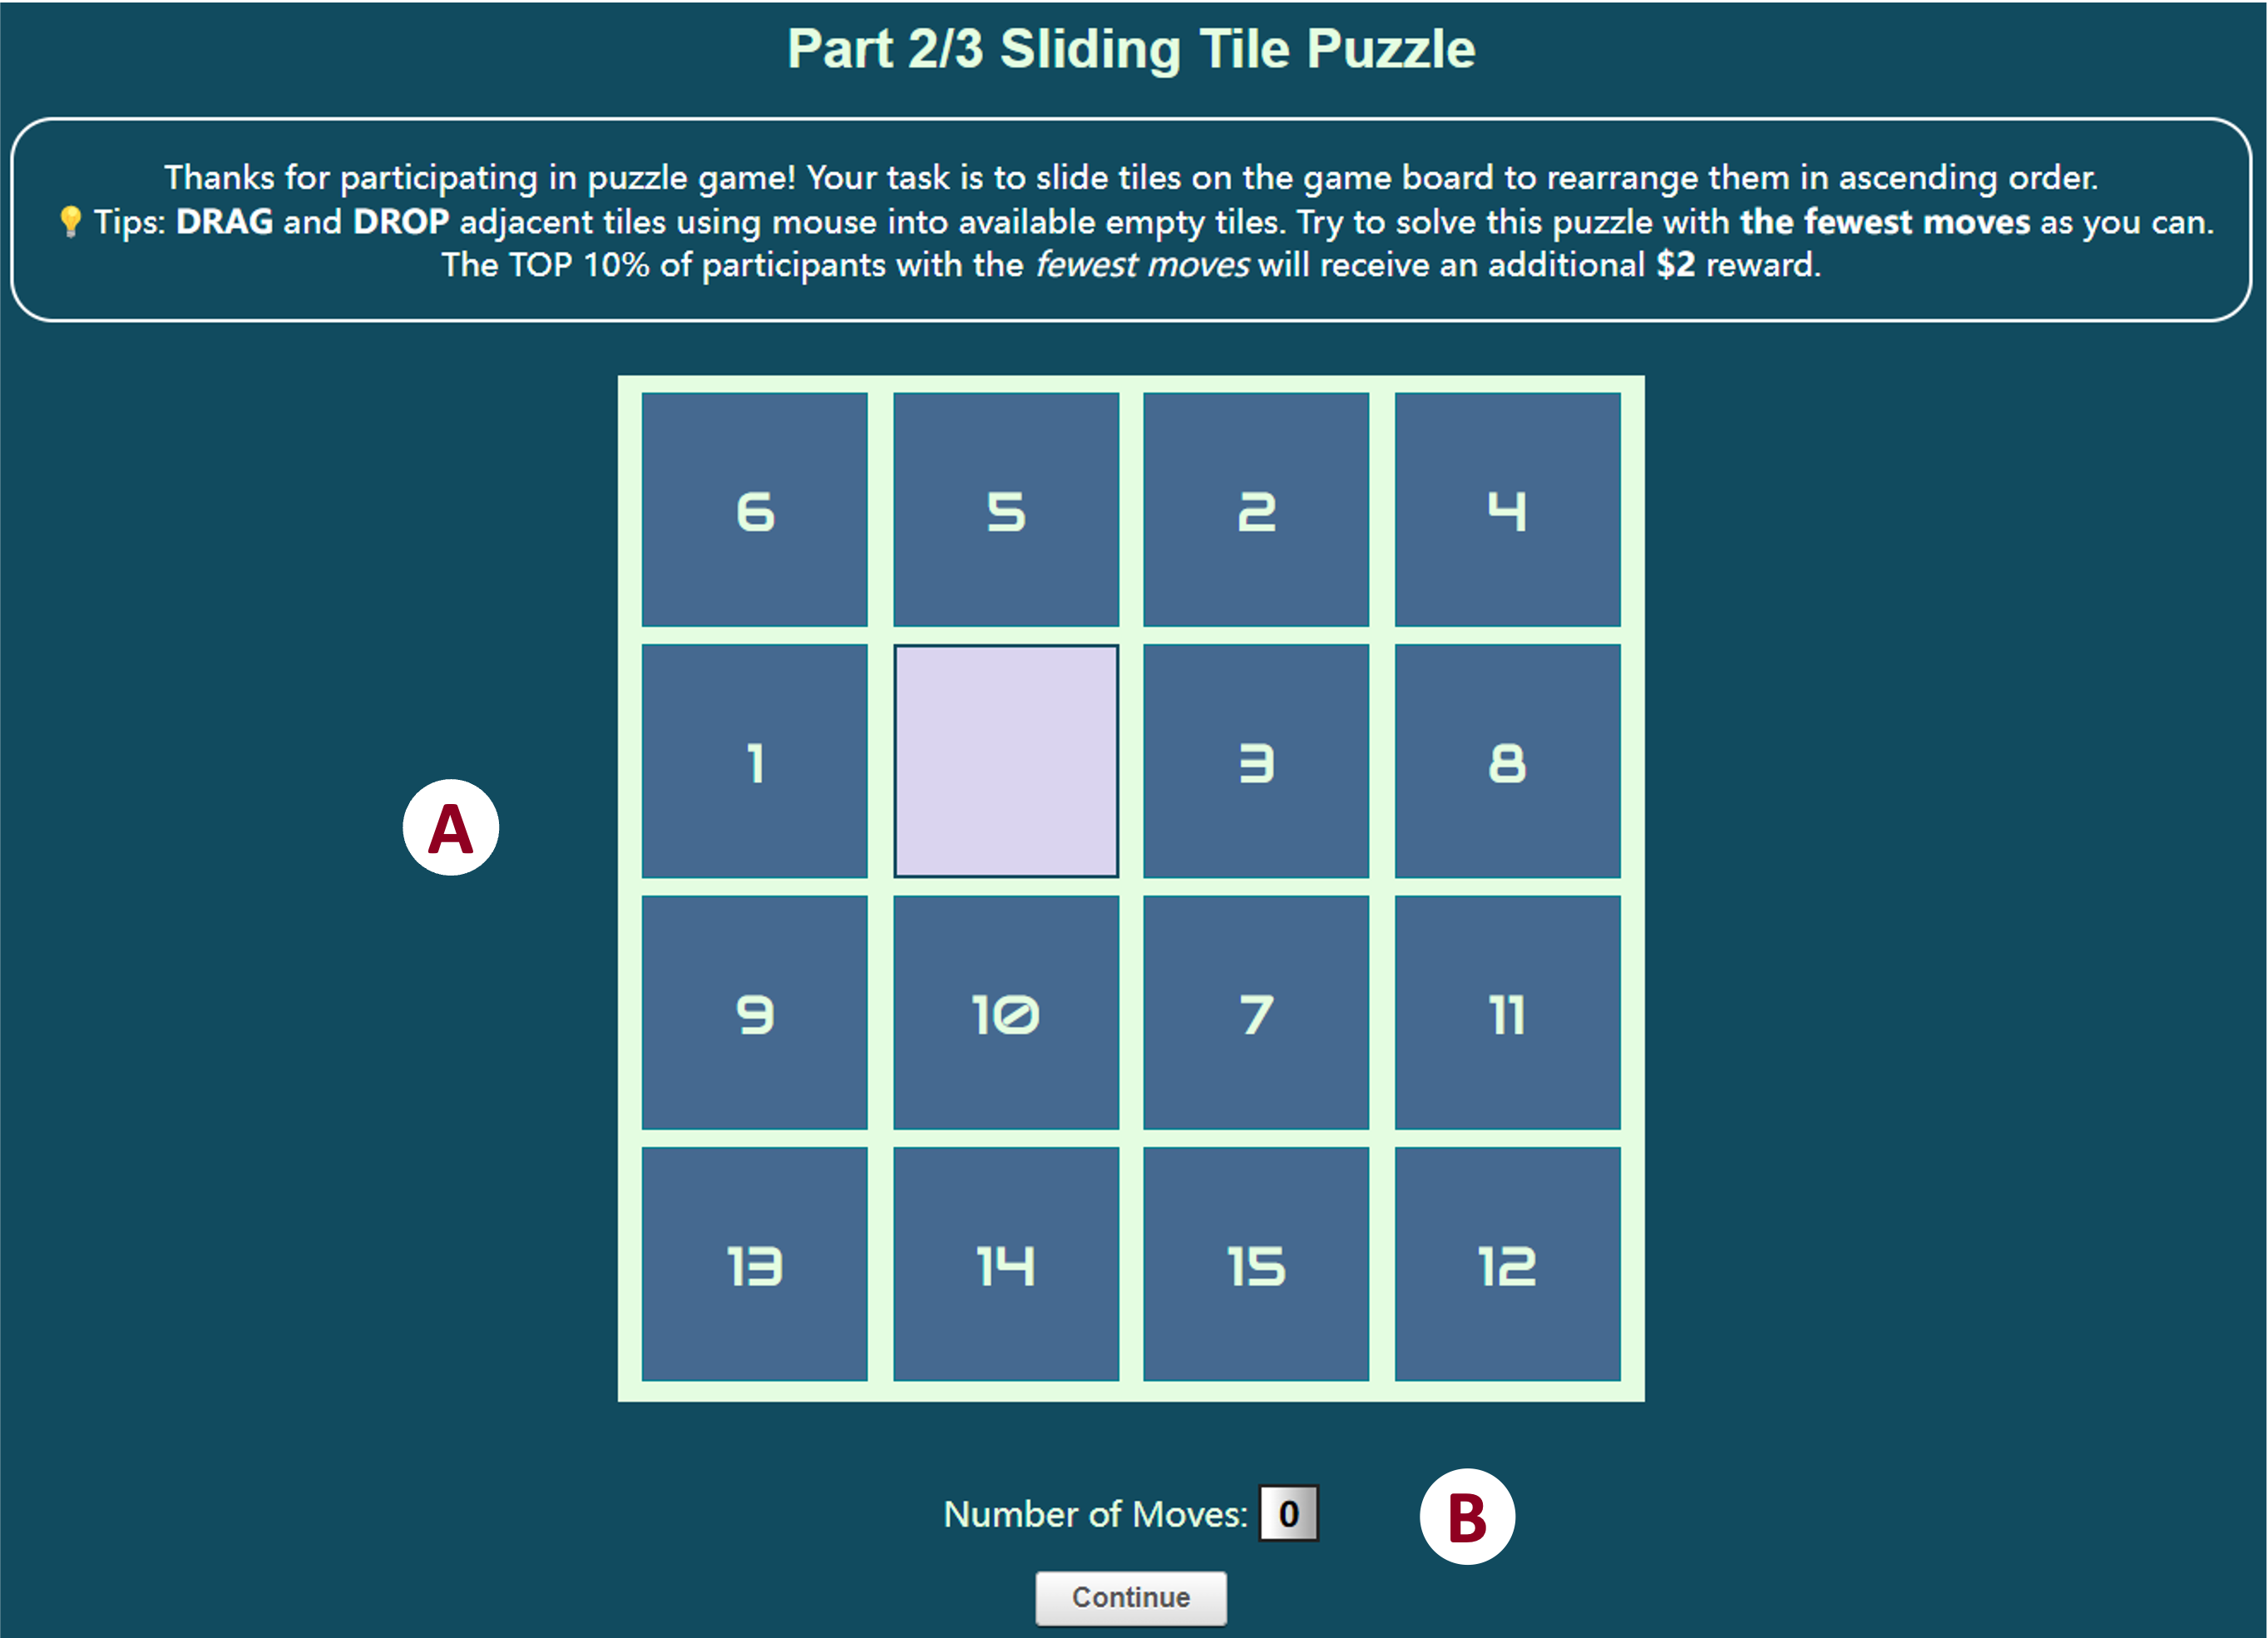 Part 2/3 Sliding Tile Puzzle
Thanks for participating in puzzle game! Your task is to slide tiles on the game board to rearrange them in ascending order.
💡 Tips: DRAG and DROP adjacent tiles using mouse into available empty tiles. Try to solve this puzzle with the fewest moves as you can.
The TOP 10% of participants with the fewest moves will receive an additional $2 reward.
6 5 2 4
1 3 8
A
9 10 7 11
13 14 15 12
Number of Moves: 0
B
Continue